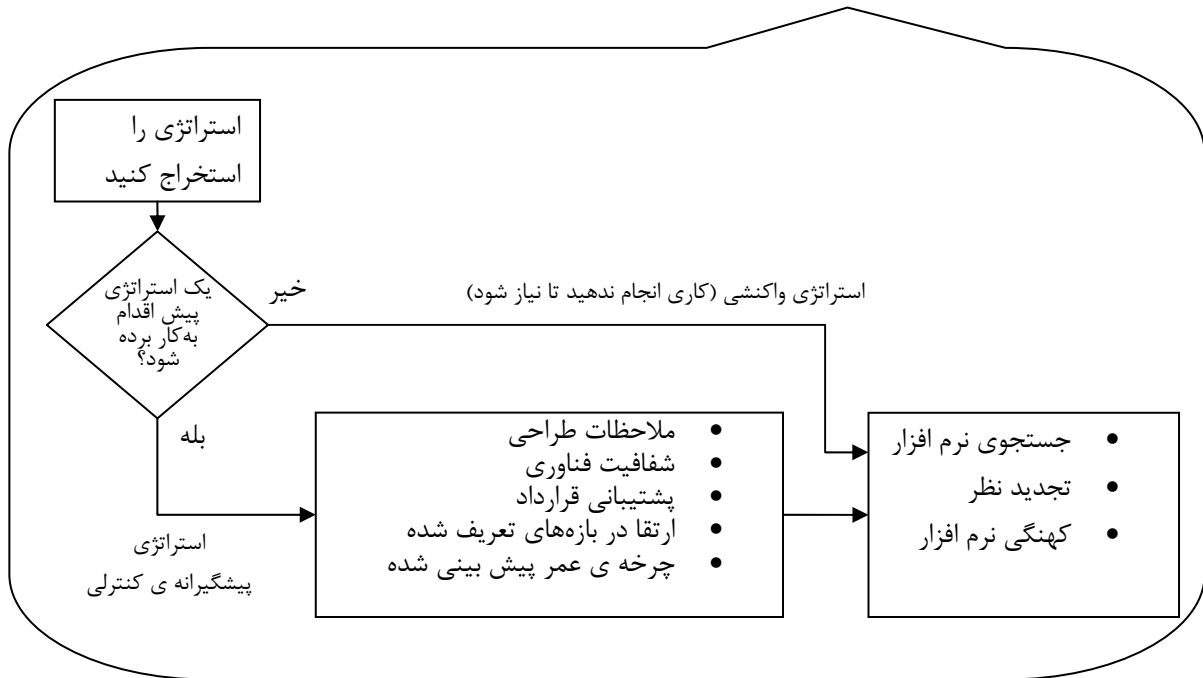 استراتژی را
استخراج کنید
یک استراتژی
پیش اقدام
به‌کار برده
شود؟
خیر
استراتژی واکنشی (کاری انجام ندهید تا نیاز شود)
بله
استراتژی
پیشگیرانه ی کنترلی
• ملاحظات طراحی
• شفافیت فناوری
• پشتیبانی قرارداد
• ارتقا در بازه‌های تعریف شده
• چرخه ی عمر پیش بینی شده
• جستجوی نرم افزار
• تجدید نظر
• کهنگی نرم افزار